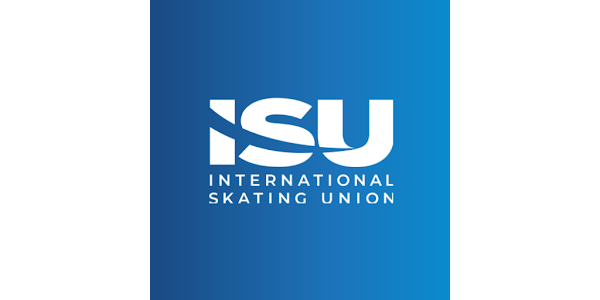 ISU
INTERNATIONAL
SKATING UNION